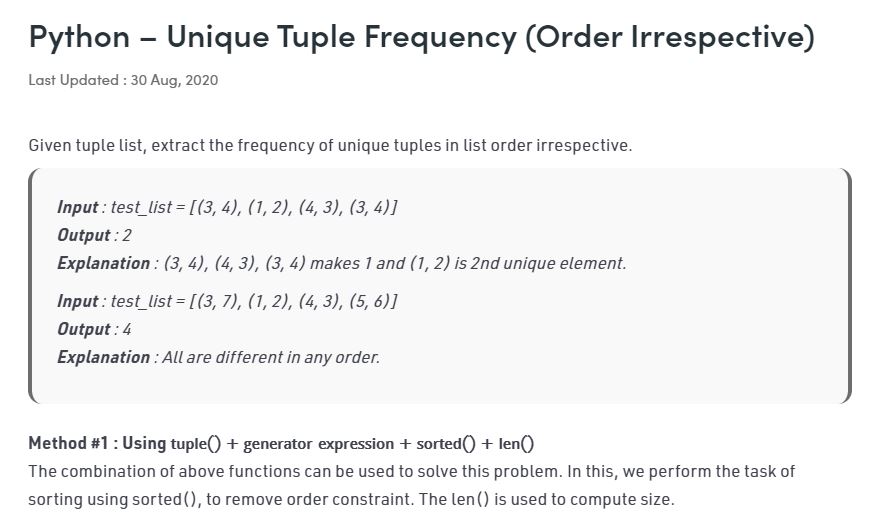 Python – Unique Tuple Frequency (Order Irrespective)
Last Updated : 30 Aug, 2020
Given tuple list, extract the frequency of unique tuples in list order irrespective.
Input : test_list = [(3, 4), (1, 2), (4, 3), (3, 4)]
Output : 2
Explanation : (3, 4), (4, 3), (3, 4) makes 1 and (1, 2) is 2nd unique element.
Input : test_list = [(3, 7), (1, 2), (4, 3), (5, 6)]
Output : 4
Explanation : All are different in any order.
Method #1 : Using tuple() + generator expression + sorted() + len()
The combination of above functions can be used to solve this problem. In this, we perform the task of
sorting using sorted(), to remove order constraint. The len() is used to compute size.